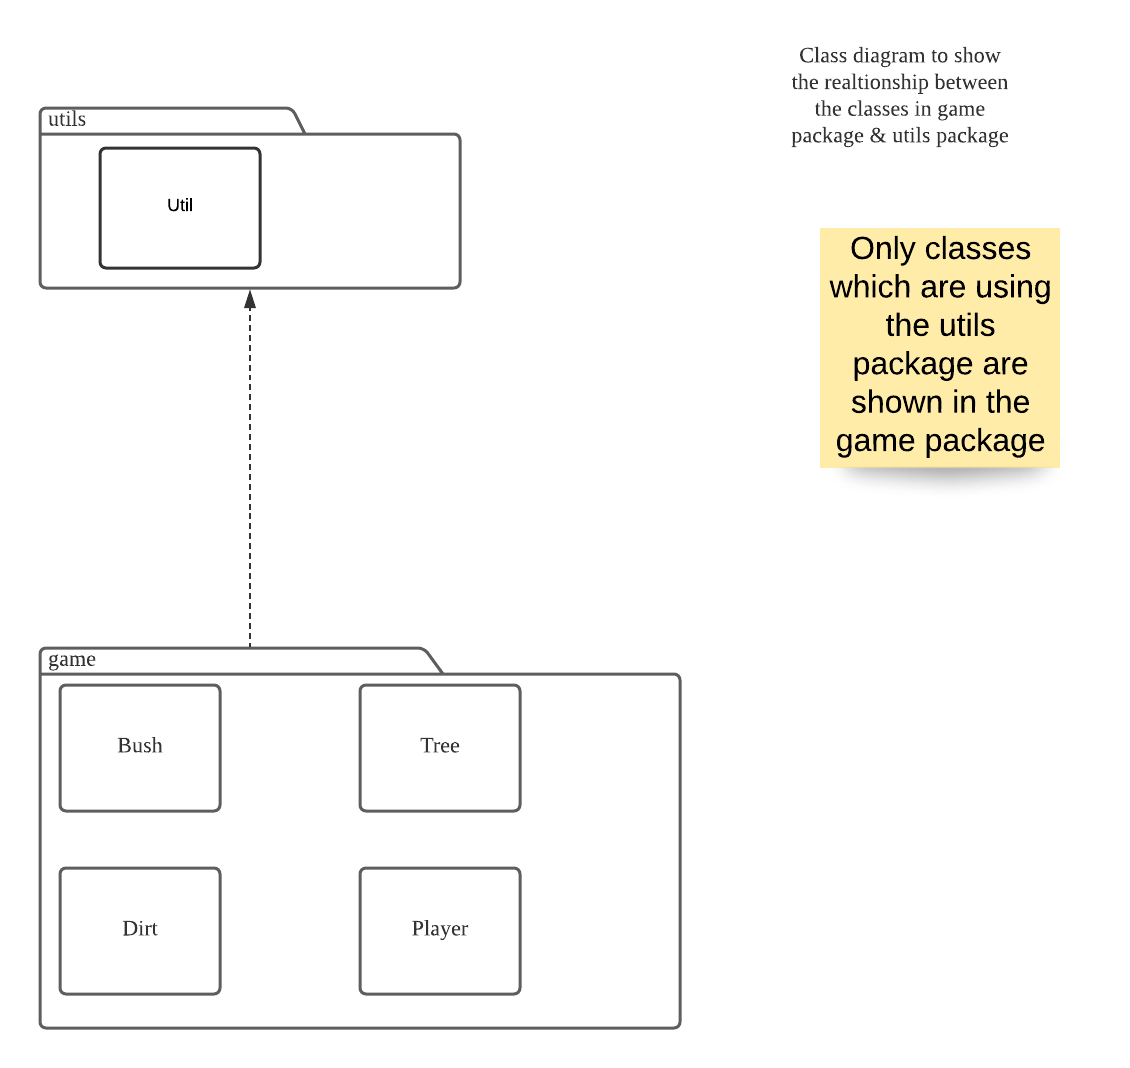 Class diagram to show
the realtionship between
the classes in game
package & utils package
utils
Util
Only classes
which are using
the utils
package are
shown in the
game package
game
Bush
Tree
Dirt
Player